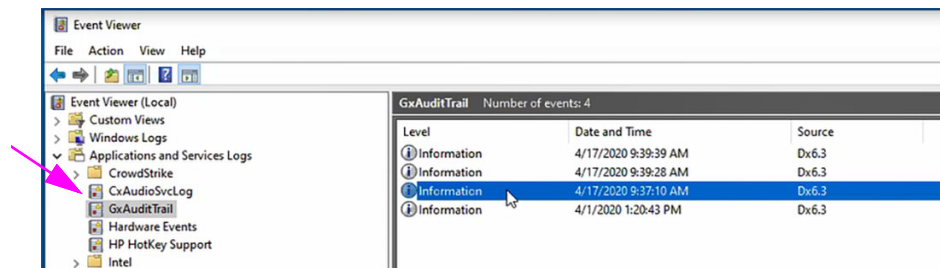 Event Viewer
File Action View Help
Event Viewer (Local)
Custom Views
Windows Logs
Applications and Services Logs
CrowdStrike
CxAudioSvcLog
GxAuditTrail
Hardware Events
HP HotKey Support
Intel
GxAuditTrail Number of events: 4
Level Date and Time Source
Information 4/17/2020 9:39:39 AM Dx6.3
Information 4/17/2020 9:39:28 AM Dx6.3
Information 4/17/2020 9:37:10 AM Dx6.3
Information 4/1/2020 1:20:43 PM Dx6.3